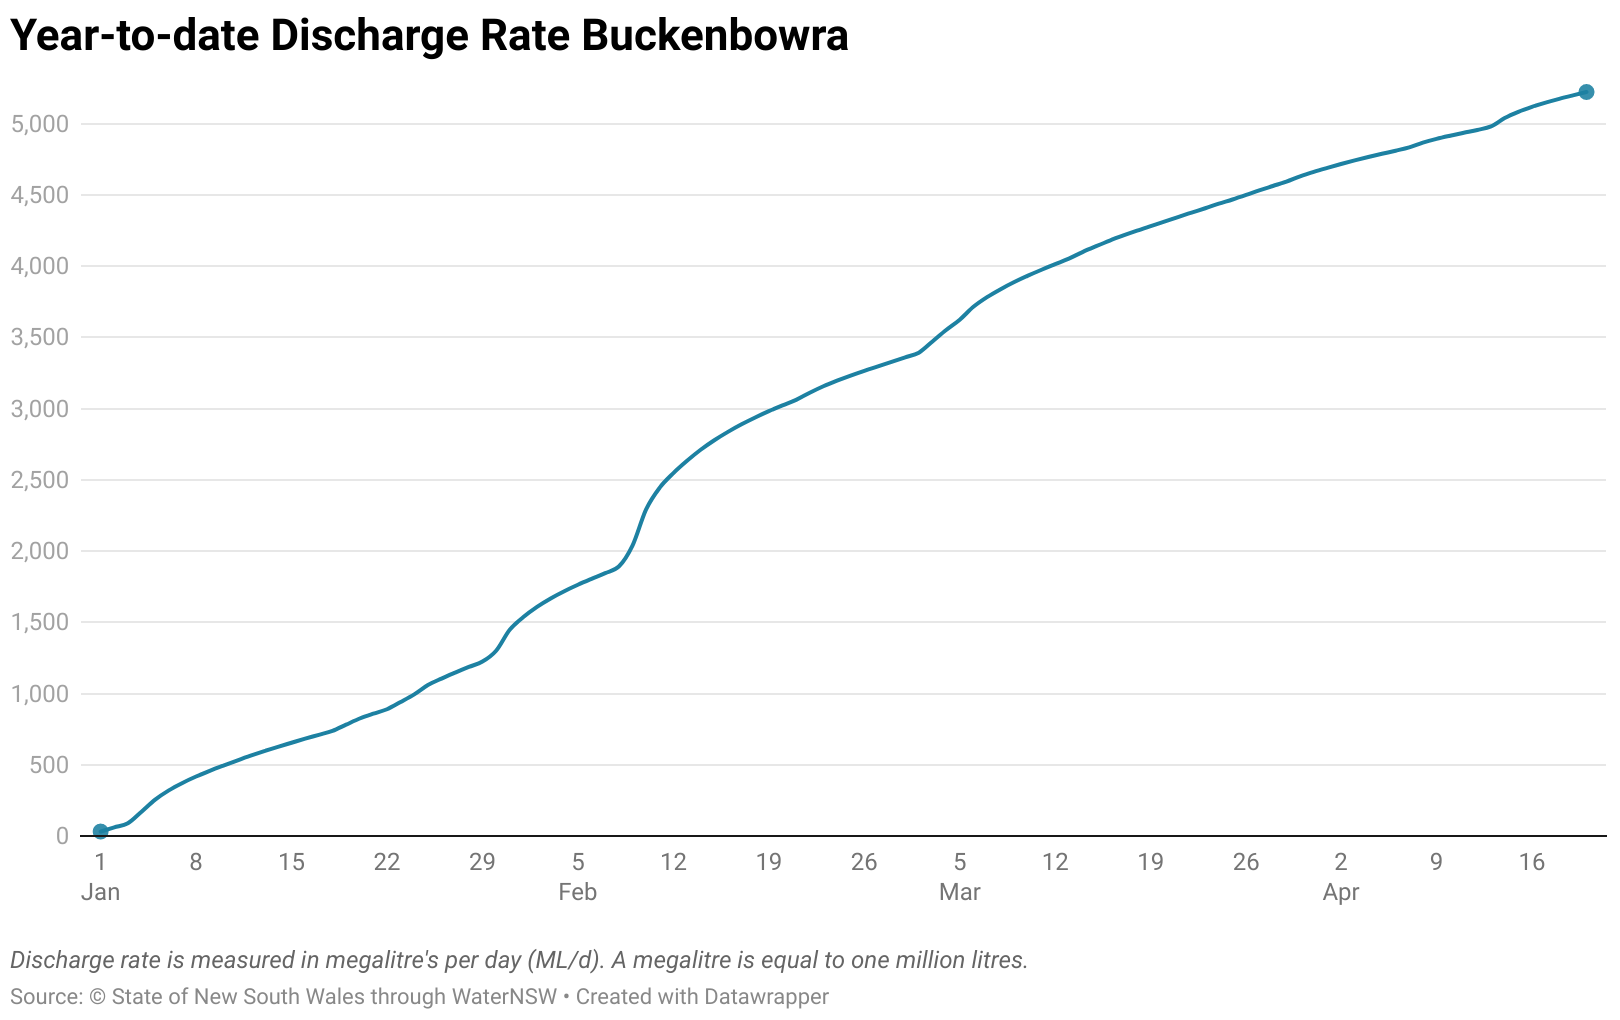 Year-to-date Discharge Rate Buckenbowra
5,000
4,500
4,000
3,500
3,000
2,500
2,000
1,500
1,000
500
0
1 8 15 22 29 5 12 19 26 5 12 19 26 2 9 16
Jan Feb Mar Apr
Discharge rate is measured in megalitre's per day (ML/d). A megalitre is equal to one million litres.
Source: © State of New South Wales through WaterNSW • Created with Datawrapper